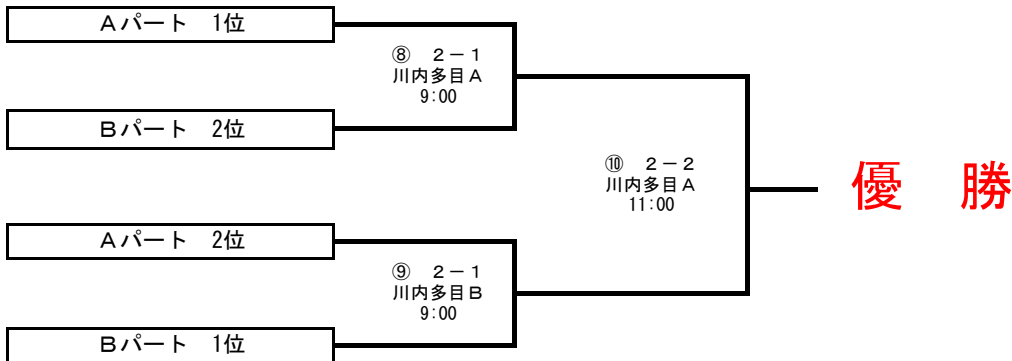 Ａパート　1位
⑧　２－１
川内多目Ａ
9:00
Ｂパート　2位
⑩　２－２
川内多目Ａ
11:00
優　勝
Ａパート　2位
⑨　２－１
川内多目Ｂ
9:00
Ｂパート　1位